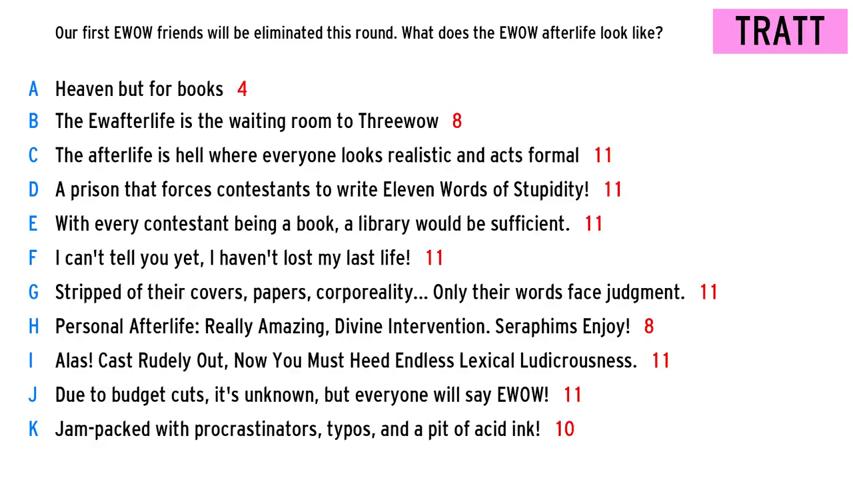 Our first EWOW friends will be eliminated this round. What does the EWOW afterlife look like?
TRATT
A Heaven but for books 4
B The Ewafterlife is the waiting room to Threewow 8
C The afterlife is hell where everyone looks realistic and acts formal 11
D A prison that forces contestants to write Eleven Words of Stupidity! 11
E With every contestant being a book, a library would be sufficient. 11
F I can't tell you yet, I haven't lost my last life! 11
G Stripped of their covers, papers, corporeality... Only their words face judgment. 11
H Personal Afterlife: Really Amazing, Divine Intervention. Seraphims Enjoy! 8
I Alas! Cast Rudely Out, Now You Must Heed Endless Lexical Ludicrousness. 11
J Due to budget cuts, it's unknown, but everyone will say EWOW! 11
K Jam-packed with procrastinators, typos, and a pit of acid ink! 10